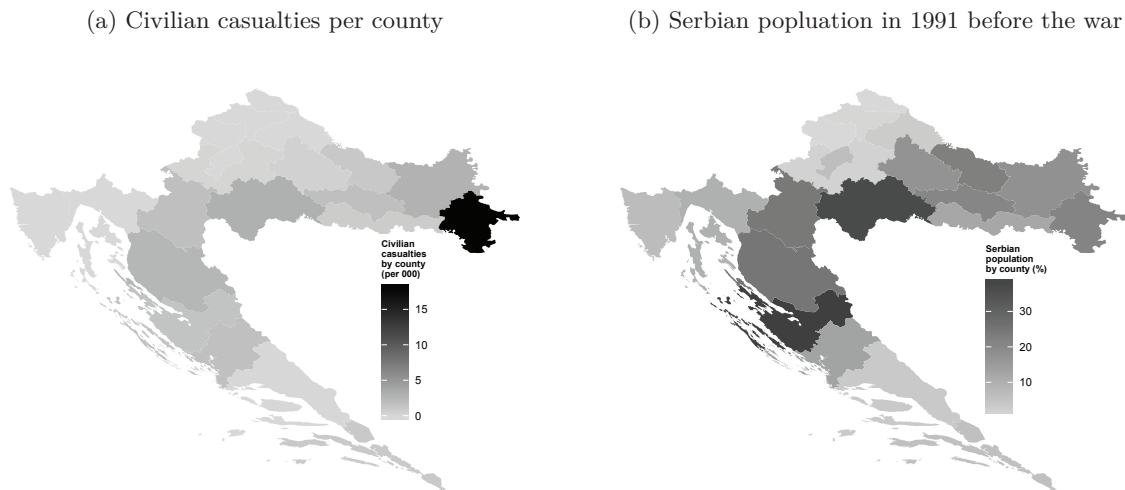 (a) Civilian casualties per county
(b) Serbian popluation in 1991 before the war
Civilian
casualties
by county
(per 000)
15
10
5
0
Serbian
population
by county (%)
30
20
10